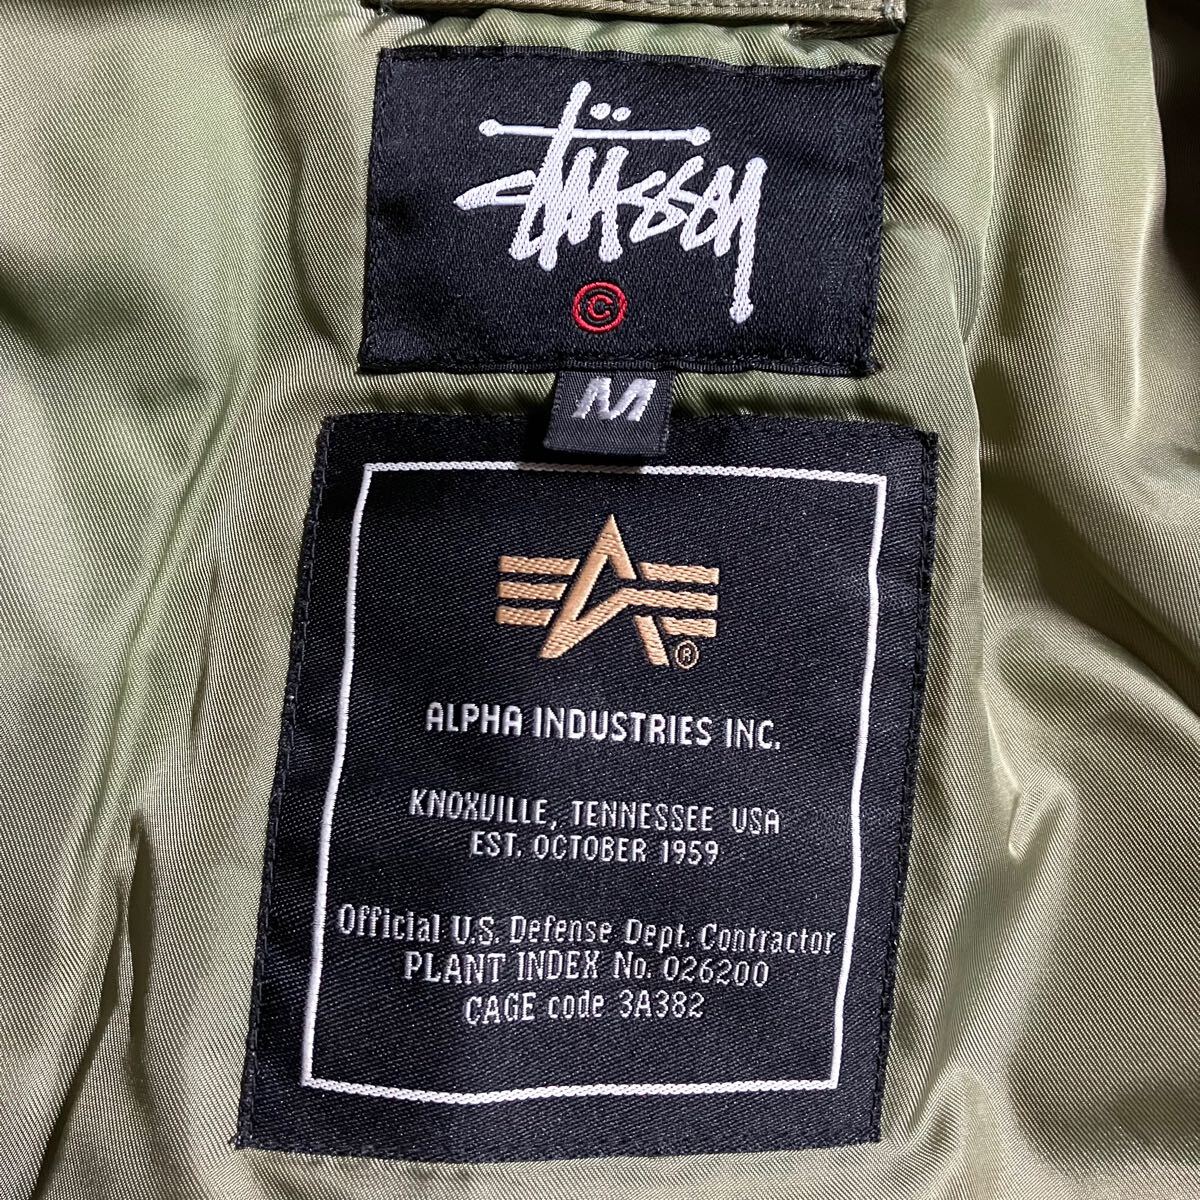 Stüssy
©
M
®
ALPHA INDUSTRIES INC.
KNOXVILLE, TENNESSEE USA
EST. OCTOBER 1959
Official U.S. Defense Dept. Contractor
PLANT INDEX No. 026200
CAGE code 3A382